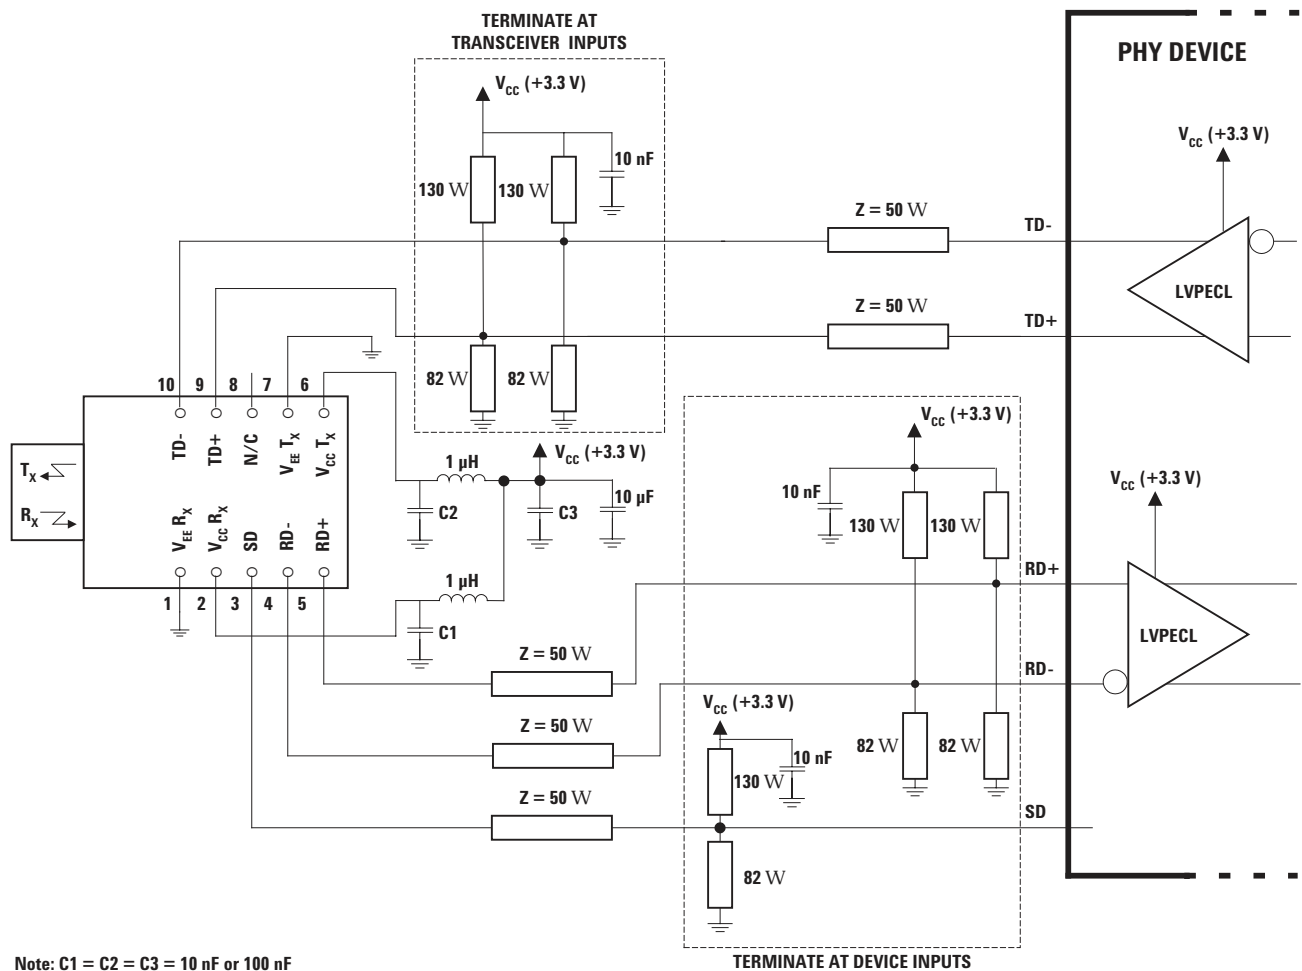 TERMINATE AT
TRANSCEIVER INPUTS
PHY DEVICE
VCC (+3.3 V)
VCC (+3.3 V)
10 nF
130 W
130 W
Z = 50 W
TD-
LVPECL
Z = 50 W
TD+
82 W
82 W
10
9
8
7
6
TD-
TD+
N/C
VEE TX
VCC TX
TX
RX
VEE RX
VCC RX
SD
RD-
RD+
1
2
3
4
5
1 µH
VCC (+3.3 V)
C2
C3
10 µF
1 µH
C1
VCC (+3.3 V)
10 nF
130 W
130 W
VCC (+3.3 V)
RD+
LVPECL
Z = 50 W
RD-
VCC (+3.3 V)
Z = 50 W
82 W
82 W
10 nF
130 W
Z = 50 W
SD
82 W
TERMINATE AT DEVICE INPUTS
Note: C1 = C2 = C3 = 10 nF or 100 nF